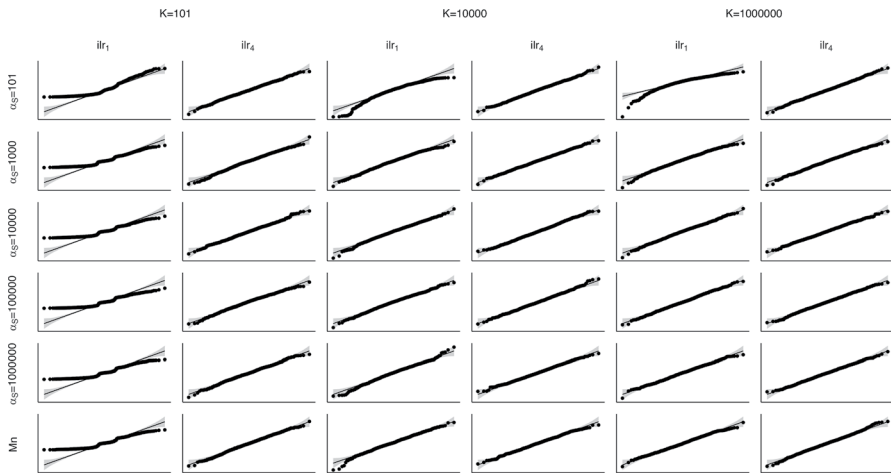 K=101 K=10000 K=1000000
ilr1 ilr4 ilr1 ilr4 ilr1 ilr4
αS=101
αS=1000
αS=10000
αS=100000
αS=1000000
Mn